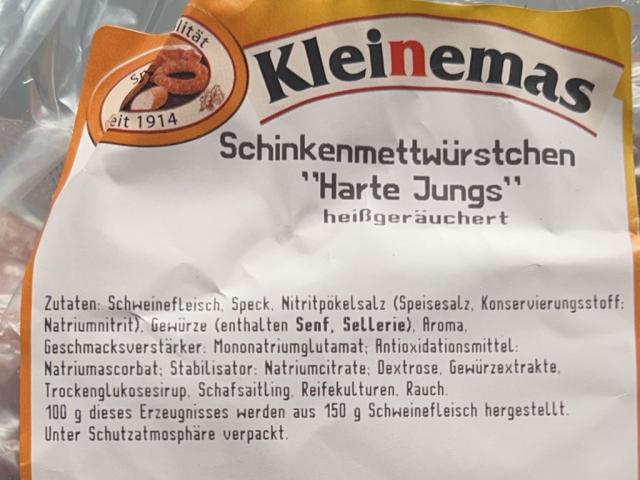 lität
seit 1914
Kleinemas
Schinkenmettwürstchen
"Harte Jungs"
heißgeräuchert
Zutaten: Schweinefleisch, Speck, Nitritpökelsalz (Speisesalz, Konservierungsstoff:
Natriumnitrit), Gewürze (enthalten Senf, Sellerie), Aroma,
Geschmacksverstärker: Mononatriumglutamat; Antioxidationsmittel:
Natriumascorbat; Stabilisator: Natriumcitrate; Dextrose, Gewürzextrakte,
Trockenglukosesirup, Schafsaitling, Reifekulturen, Rauch.
100 g dieses Erzeugnisses werden aus 150 g Schweinefleisch hergestellt.
Unter Schutzatmosphäre verpackt.